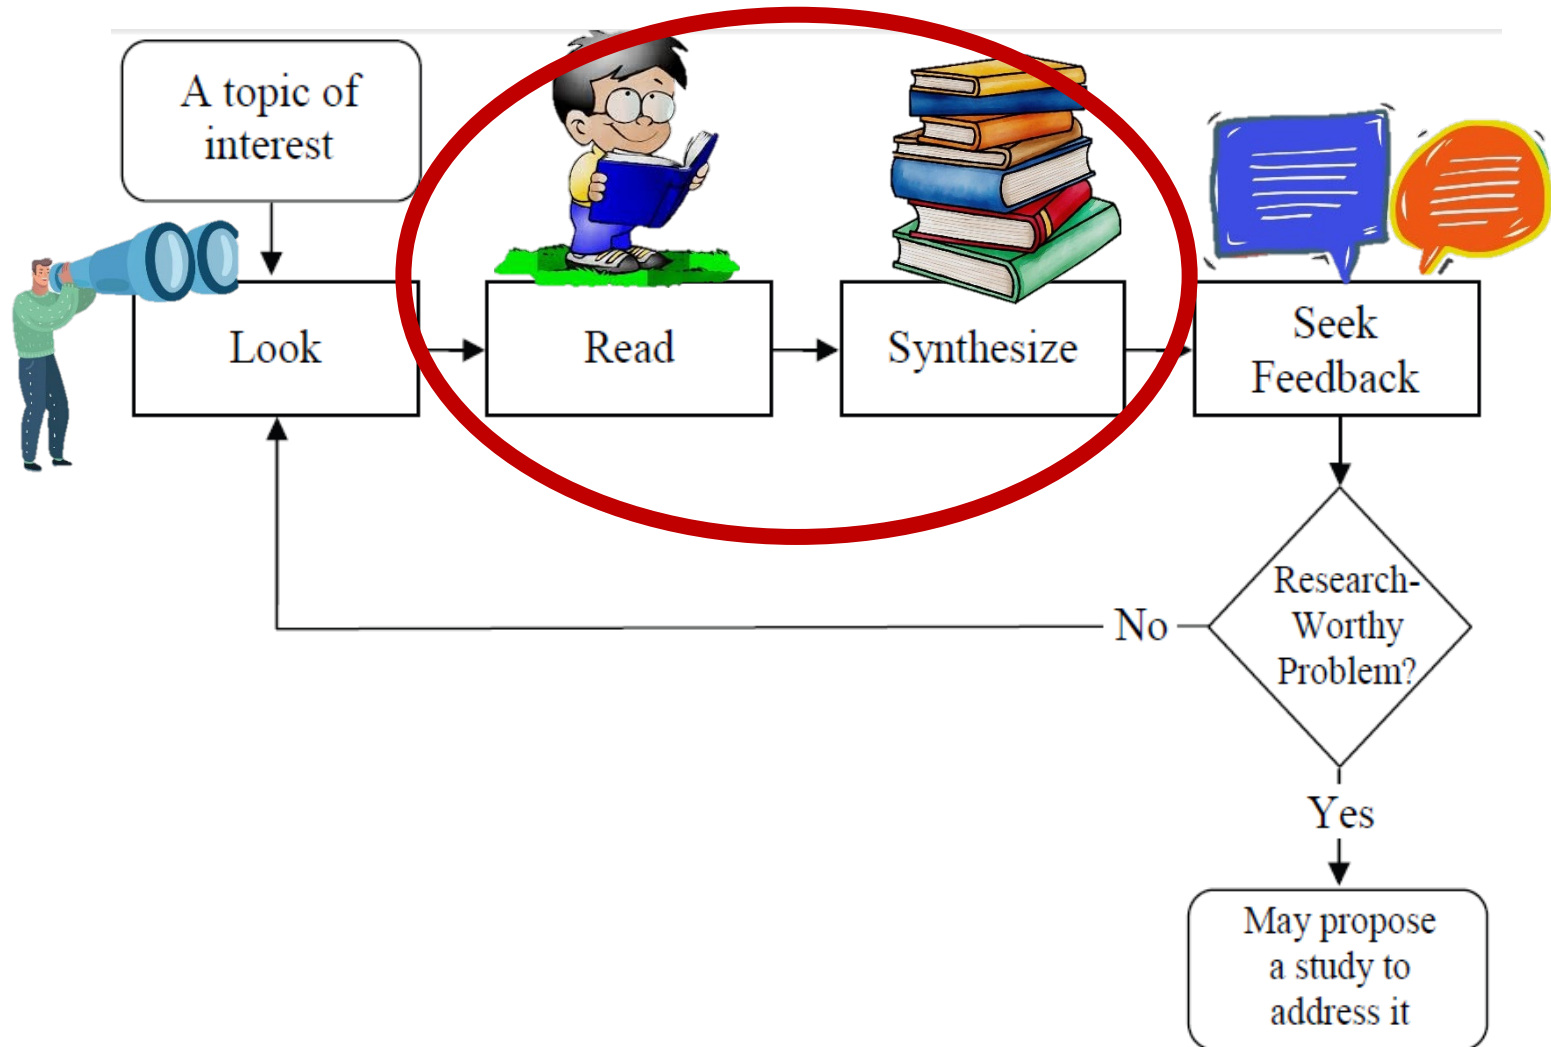 A topic of
interest
Look
Read
Synthesize
Seek
Feedback
Research-
Worthy
Problem?
No
Yes
May propose
a study to
address it